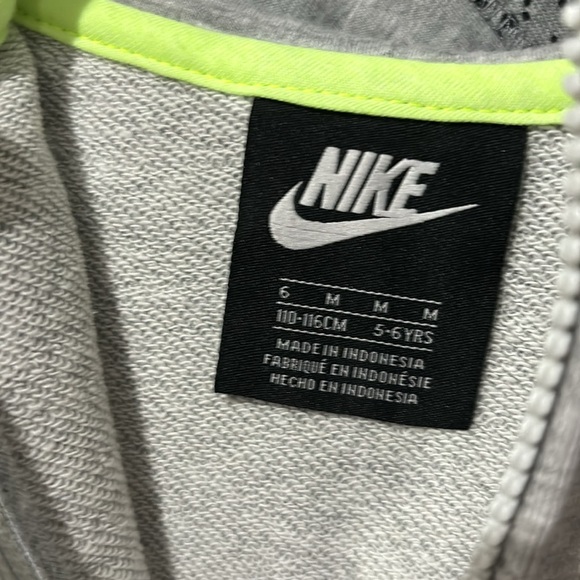 NIKE
6 M M M
110-116CM 5-6YRS
MADE IN INDONESIA
FABRIQUÉ EN INDONÉSIE
HECHO EN INDONESIA